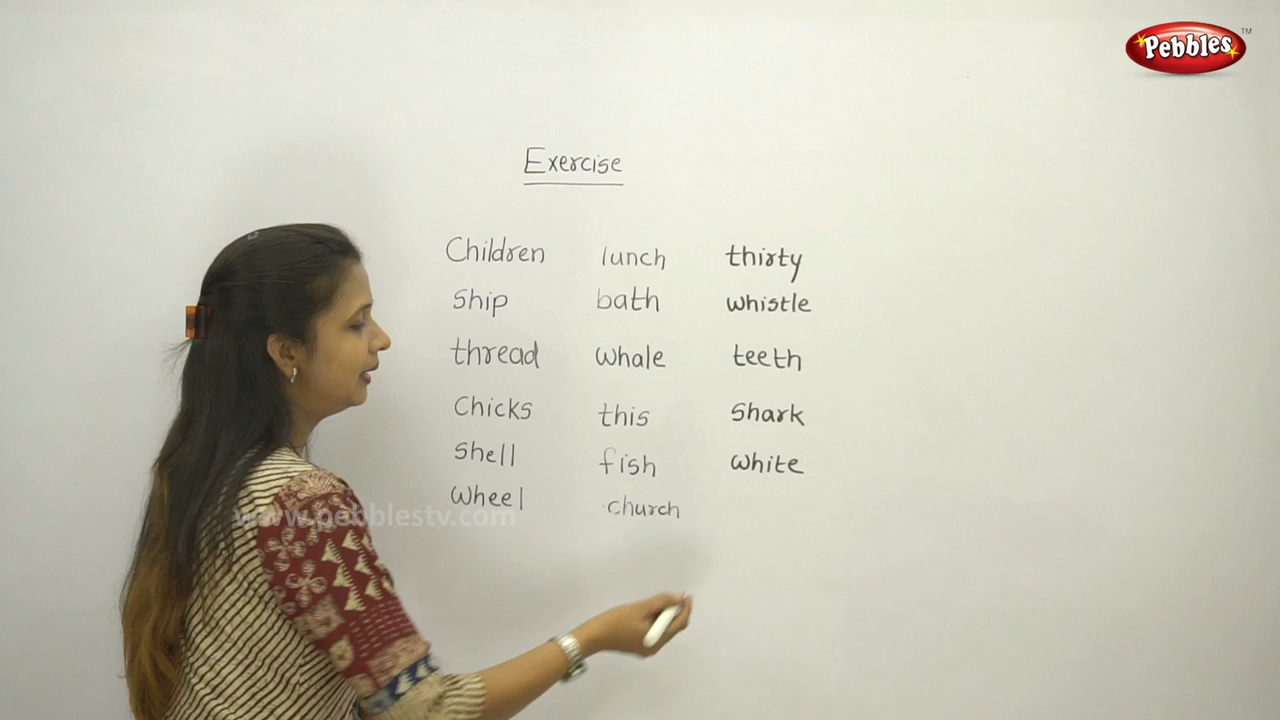 Pebbles™
Exercise
Children lunch thirty
Ship bath whistle
thread whale teeth
Chicks this shark
shell fish white
wheel church
www.pebblestv.com